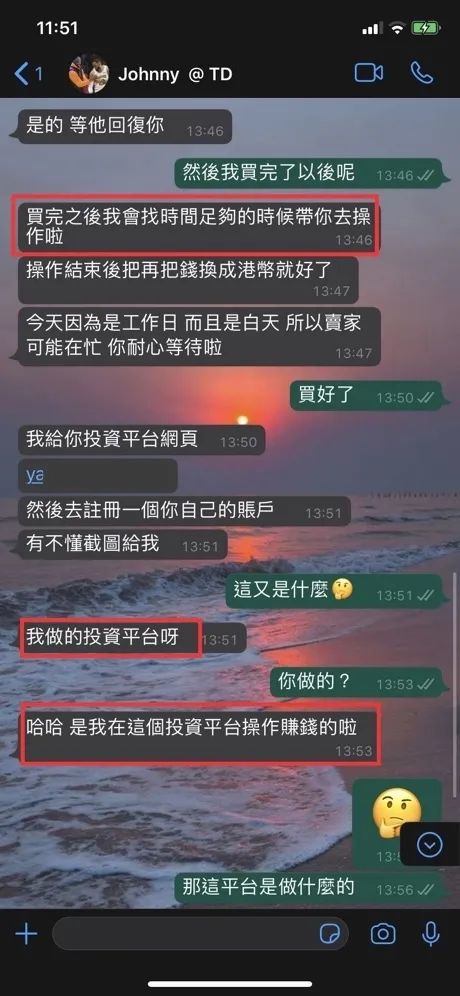 11:51
1
Johnny @ TD
是的 等他回復你 13:46
然後我買完了以後呢 13:46
買完之後我會找時間足夠的時候帶你去操
作啦
13:46
操作結束後把再把錢換成港幣就好了
13:47
今天因為是工作日 而且是白天 所以賣家
可能在忙 你耐心等待啦 13:47
買好了 13:50
我給你投資平台網頁 13:50
ya
然後去註冊一個你自己的賬戶 13:51
有不懂截圖給我 13:51
這又是什麼🤔 13:51
我做的投資平台呀 13:51
你做的？ 13:53
哈哈 是我在這個投資平台操作賺錢的啦
13:53
🤔
那這平台是做什麼的 13:56